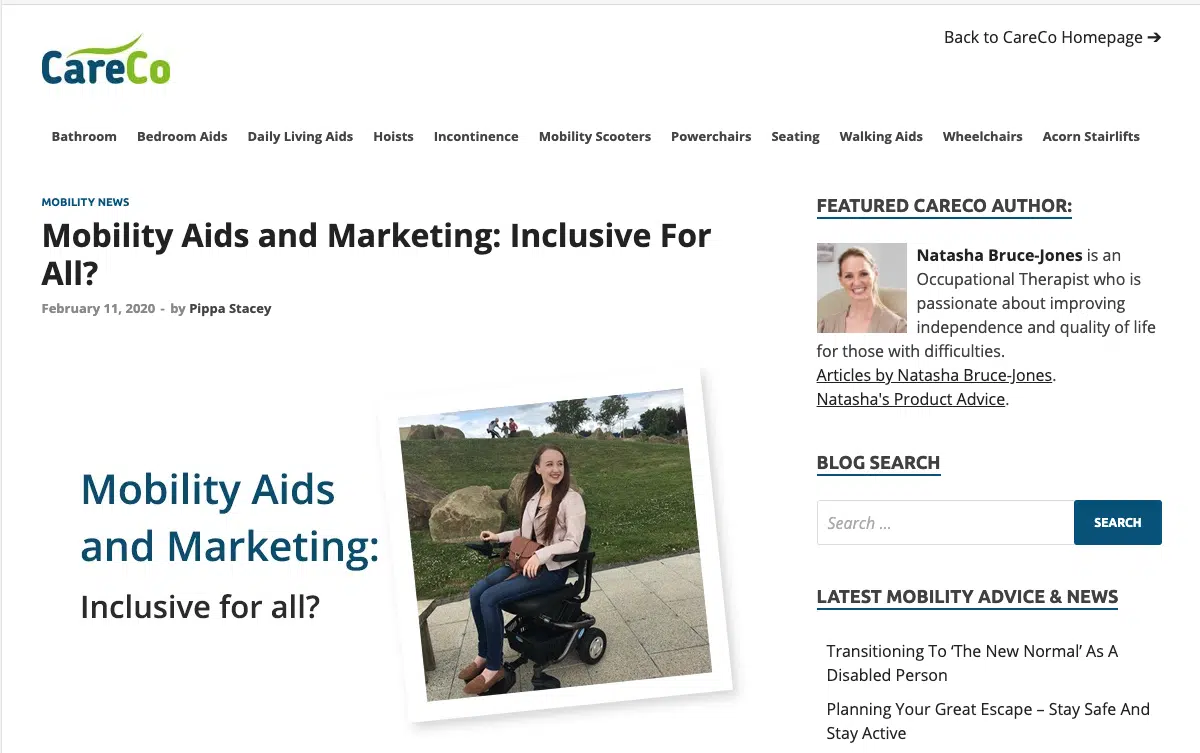 CareCo
Back to CareCo Homepage ➔
Bathroom Bedroom Aids Daily Living Aids Hoists Incontinence Mobility Scooters Powerchairs Seating Walking Aids Wheelchairs Acorn Stairlifts
MOBILITY NEWS
Mobility Aids and Marketing: Inclusive For
All?
February 11, 2020 - by Pippa Stacey
Mobility Aids
and Marketing:
Inclusive for all?
FEATURED CARECO AUTHOR:
Natasha Bruce-Jones is an
Occupational Therapist who is
passionate about improving
independence and quality of life
for those with difficulties.
Articles by Natasha Bruce-Jones.
Natasha's Product Advice.
BLOG SEARCH
Search ...
SEARCH
LATEST MOBILITY ADVICE & NEWS
Transitioning To ‘The New Normal’ As A
Disabled Person
Planning Your Great Escape – Stay Safe And
Stay Active